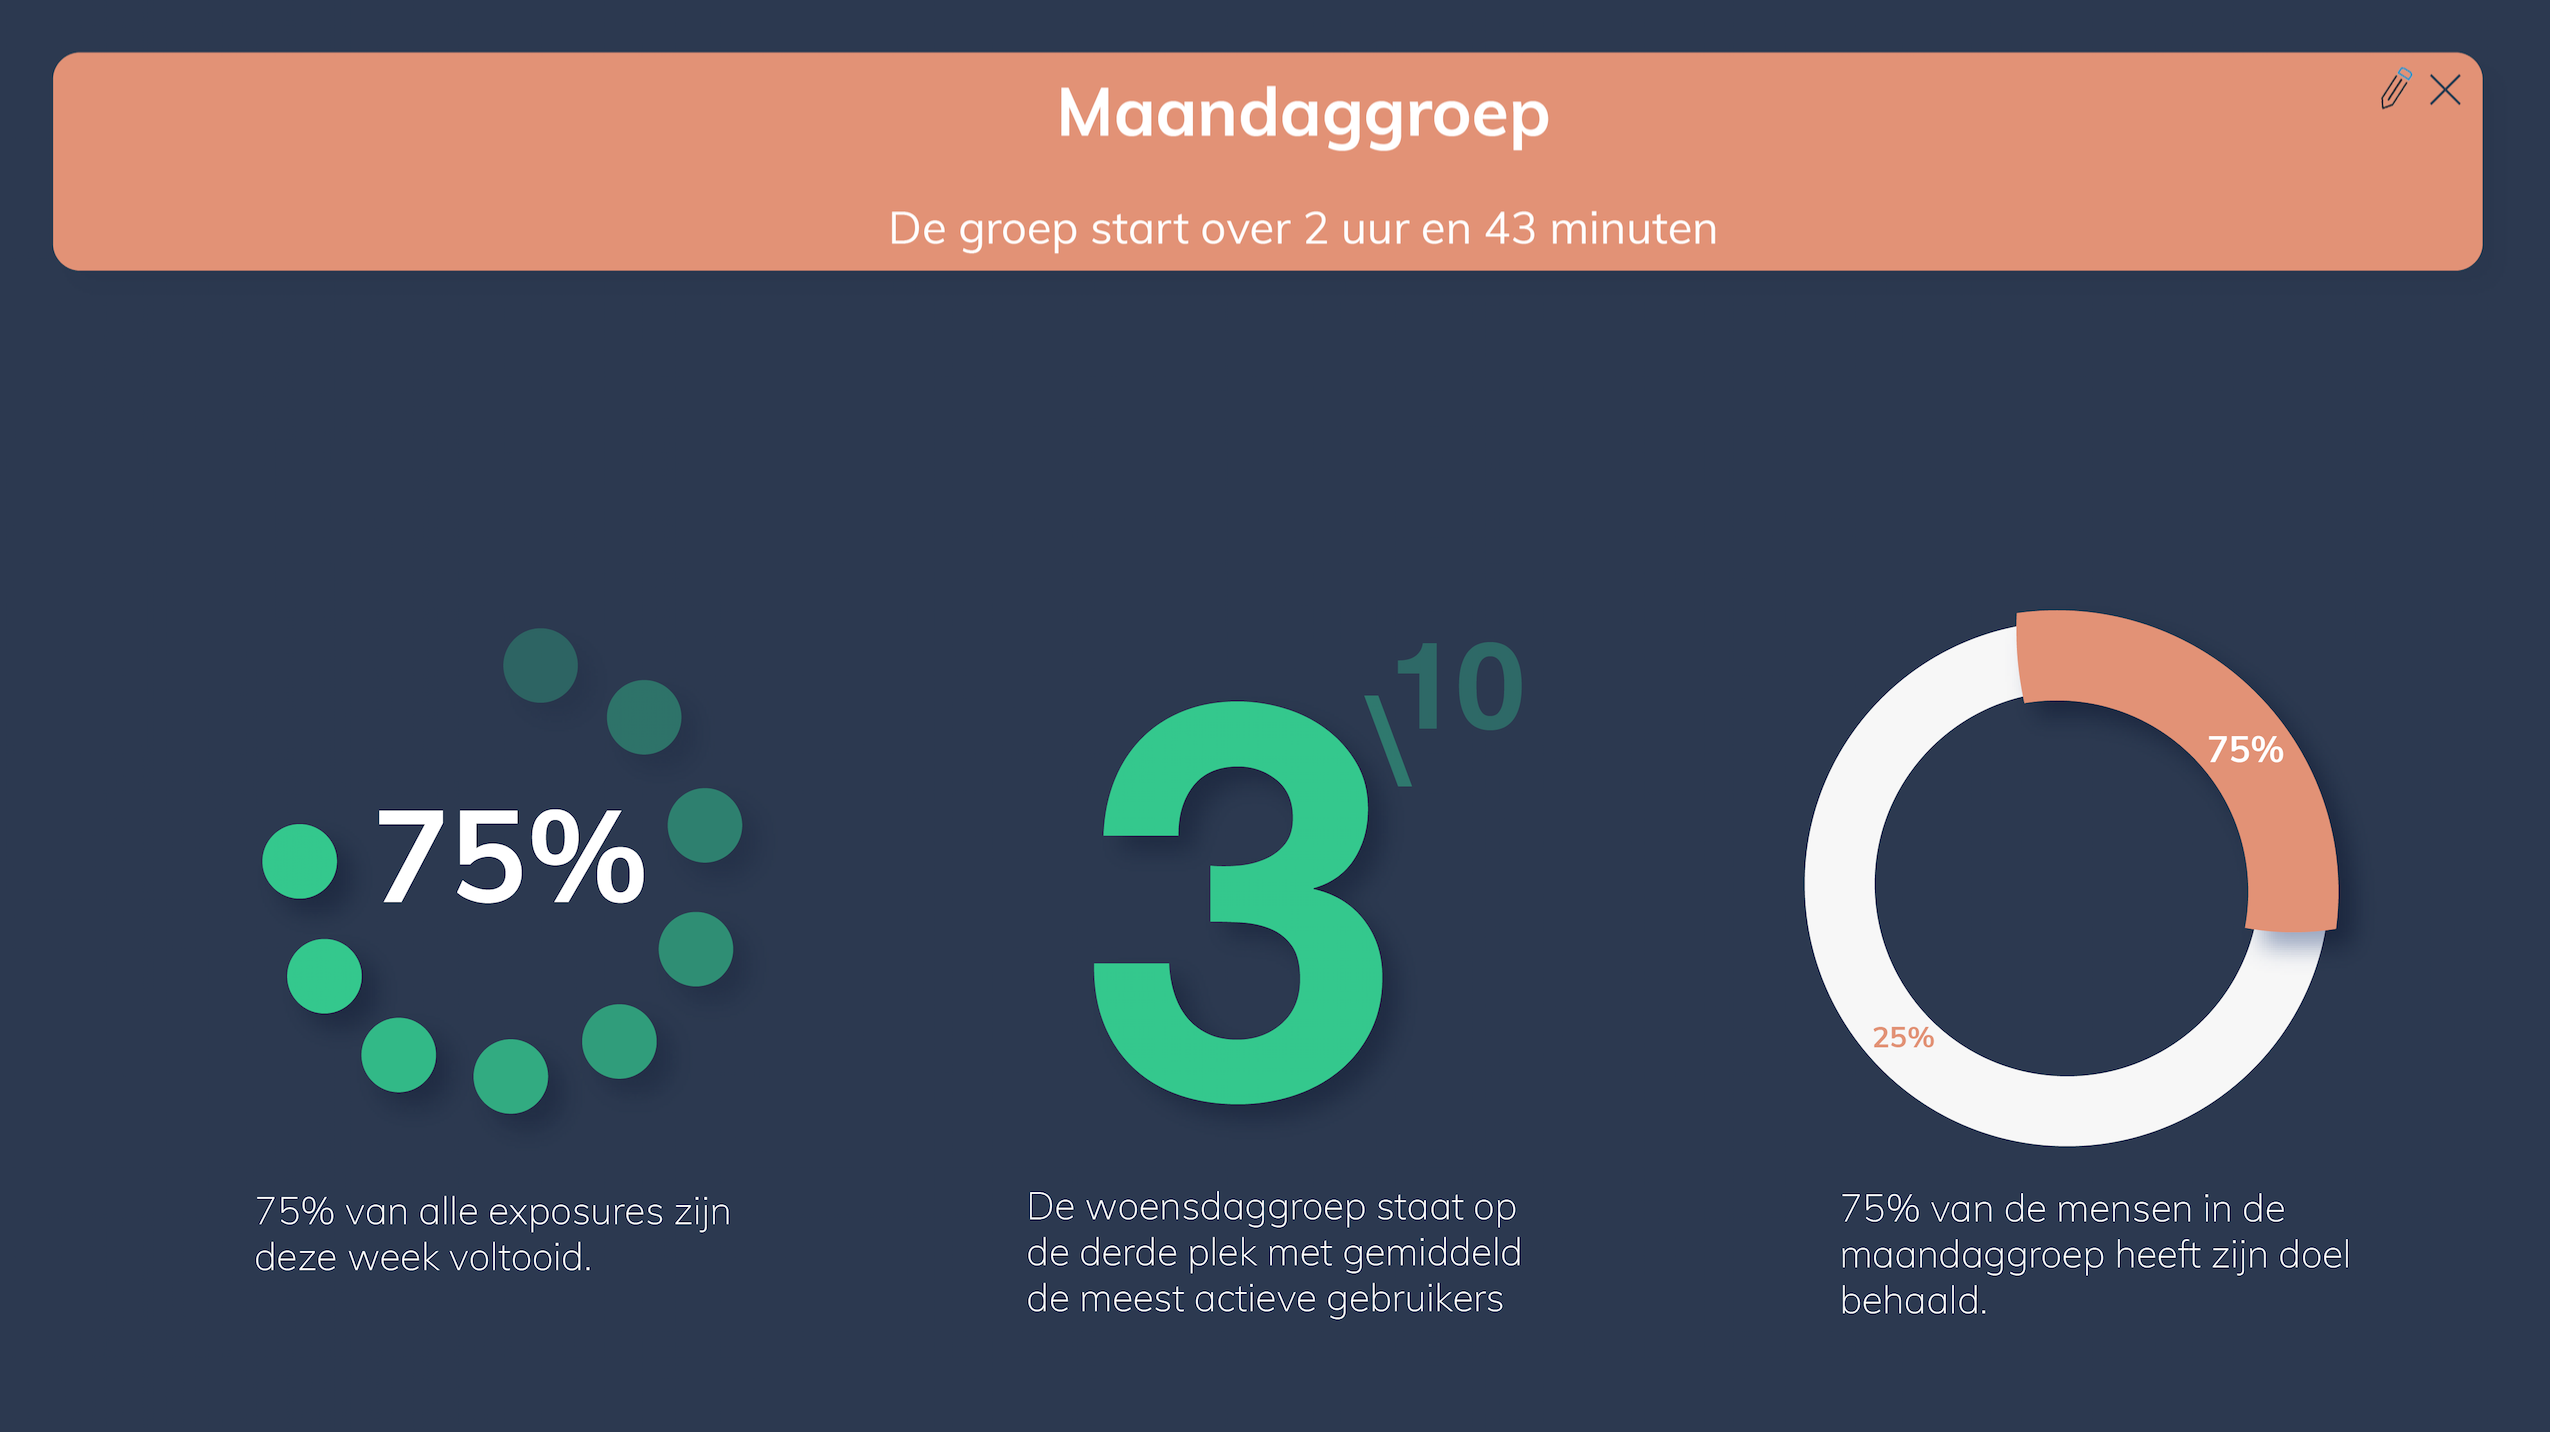 Maandaggroep
De groep start over 2 uur en 43 minuten
75%
75% van alle exposures zijn
deze week voltooid.
3\10
De woensdaggroep staat op
de derde plek met gemiddeld
de meest actieve gebruikers
75%
25%
75% van de mensen in de
maandaggroep heeft zijn doel
behaald.